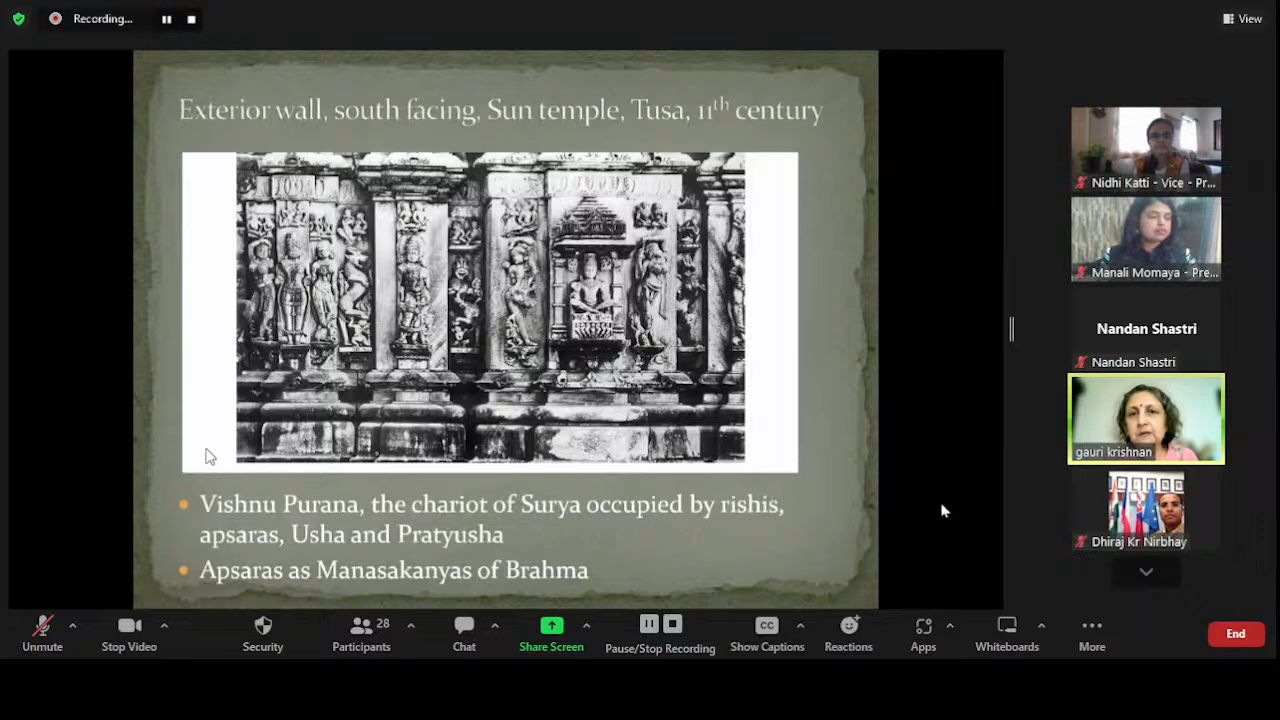 Recording...
View
Exterior wall, south facing, Sun temple, Tusa, 11th century
Vishnu Purana, the chariot of Surya occupied by rishis,
apsaras, Usha and Pratyusha
Apsaras as Manasakanyas of Brahma
Nidhi Katti - Vice - Pr...
Manali Momaya - Pre...
Nandan Shastri
Nandan Shastri
gauri krishnan
Dhiraj Kr Nirbhay
Unmute
Stop Video
Security
28
Participants
Chat
Share Screen
Pause/Stop Recording
CC
Show Captions
Reactions
Apps
Whiteboards
More
End